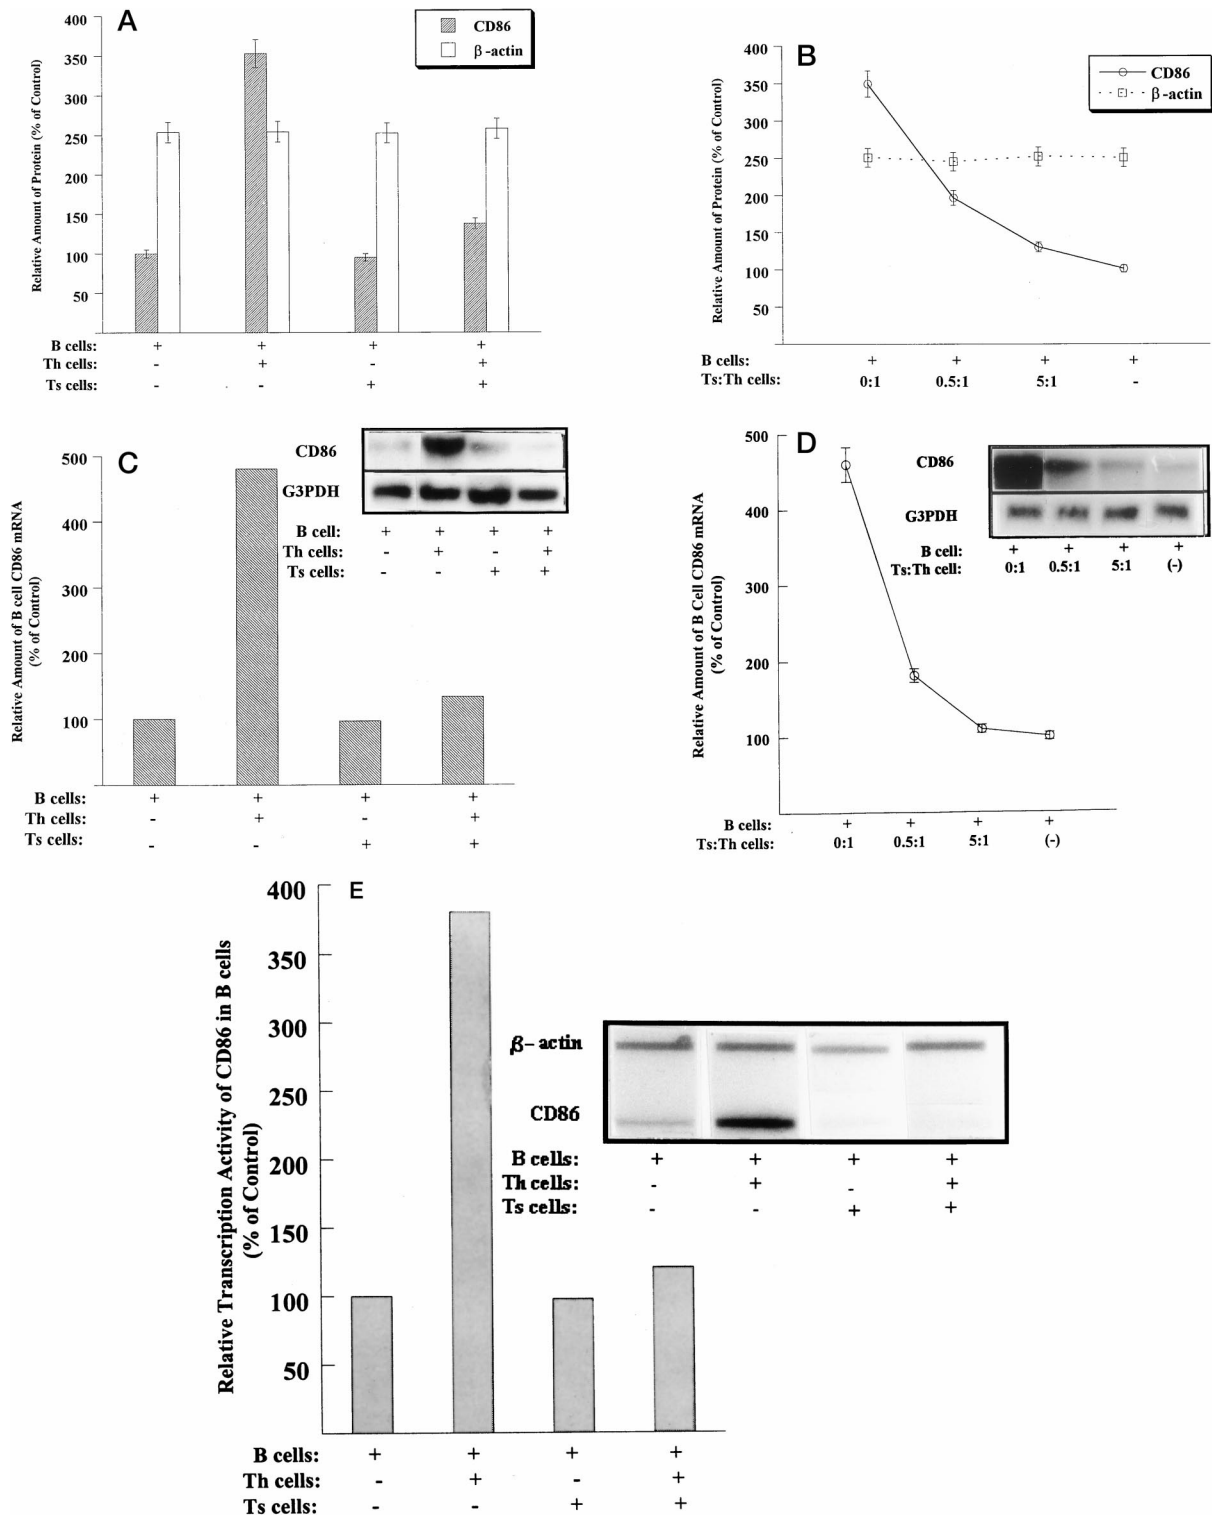 A
CD86
β-actin
Relative Amount of Protein (% of Control)
400
350
300
250
200
150
100
50
B cells: + + + +
Th cells: - + - +
Ts cells: - - + +
B
CD86
β-actin
Relative Amount of Protein (% of Control)
400
350
300
250
200
150
100
50
B cells: + + + +
Ts:Th cells: 0:1 0.5:1 5:1 -
C
Relative Amount of B cell CD86 mRNA
(% of Control)
500
400
300
200
100
CD86
G3PDH
B cell: + + + +
Th cells: - + - +
Ts cells: - - + +
B cells: + + + +
Th cells: - + - +
Ts cells: - - + +
D
Relative Amount of B Cell CD86 mRNA
(% of Control)
500
400
300
200
100
CD86
G3PDH
B cell: + + + +
Ts:Th cell: 0:1 0.5:1 5:1 (-)
B cells: + + + +
Ts:Th cells: 0:1 0.5:1 5:1 (-)
E
Relative Transcription Activity of CD86 in B cells
(% of Control)
400
350
300
250
200
150
100
50
β- actin
CD86
B cells: + + + +
Th cells: - + - +
Ts cells: - - + +
B cells: + + + +
Th cells: - + - +
Ts cells: - - + +